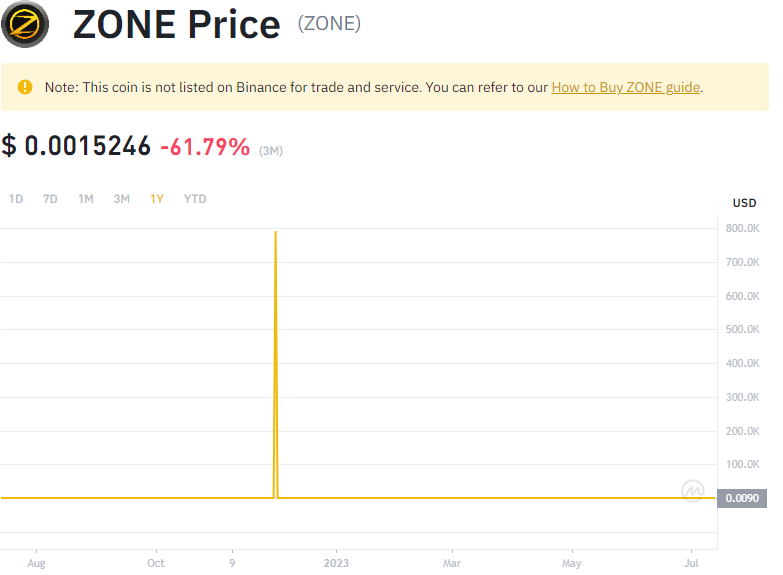 ZONE Price (ZONE)
Note: This coin is not listed on Binance for trade and service. You can refer to our How to Buy ZONE guide.
$ 0.0015246 -61.79% (3M)
1D 7D 1M 3M 1Y YTD
USD
800.0K
700.0K
600.0K
500.0K
400.0K
300.0K
200.0K
100.0K
0.0090
Aug Oct 9 2023 Mar May Jul